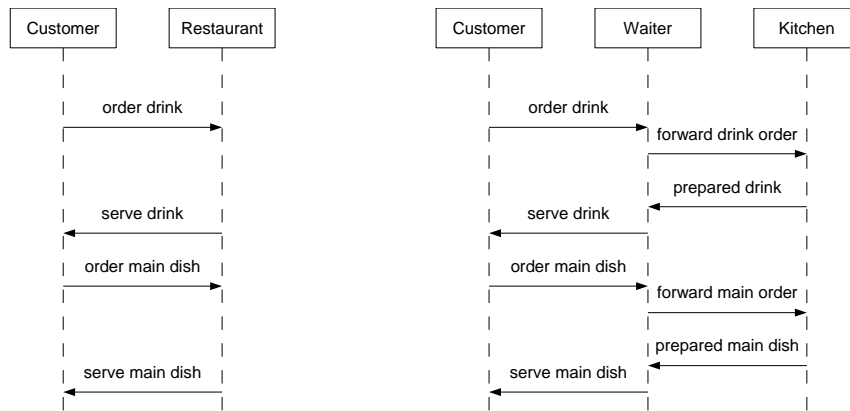 Customer
Restaurant
order drink
serve drink
order main dish
serve main dish
Customer
Waiter
Kitchen
order drink
forward drink order
prepared drink
serve drink
order main dish
forward main order
prepared main dish
serve main dish